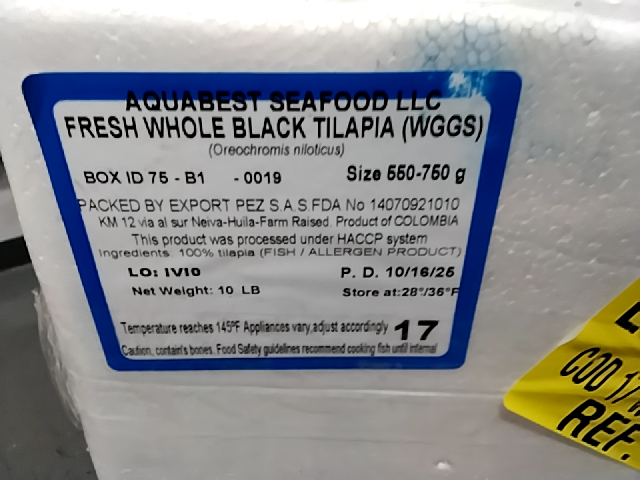 AQUABEST SEAFOOD LLC
FRESH WHOLE BLACK TILAPIA (WGGS)
(Oreochromis niloticus)
BOX ID 75 - B1 - 0019 Size 550-750 g
PACKED BY EXPORT PEZ S.A.S.FDA No 14070921010
KM 12 via al sur Neiva-Huila-Farm Raised. Product of COLOMBIA
This product was processed under HACCP system
Ingredients: 100% tilapia (FISH / ALLERGEN PRODUCT)
LO: IVI0 P. D. 10/16/25
Net Weight: 10 LB Store at:28°/36°F
Temperature reaches 145ºF Appliances vary,adjust accordingly 17
Caution, contain's bones. Food Safety guidelines recommend cooking fish until internal
COD 17
REF.